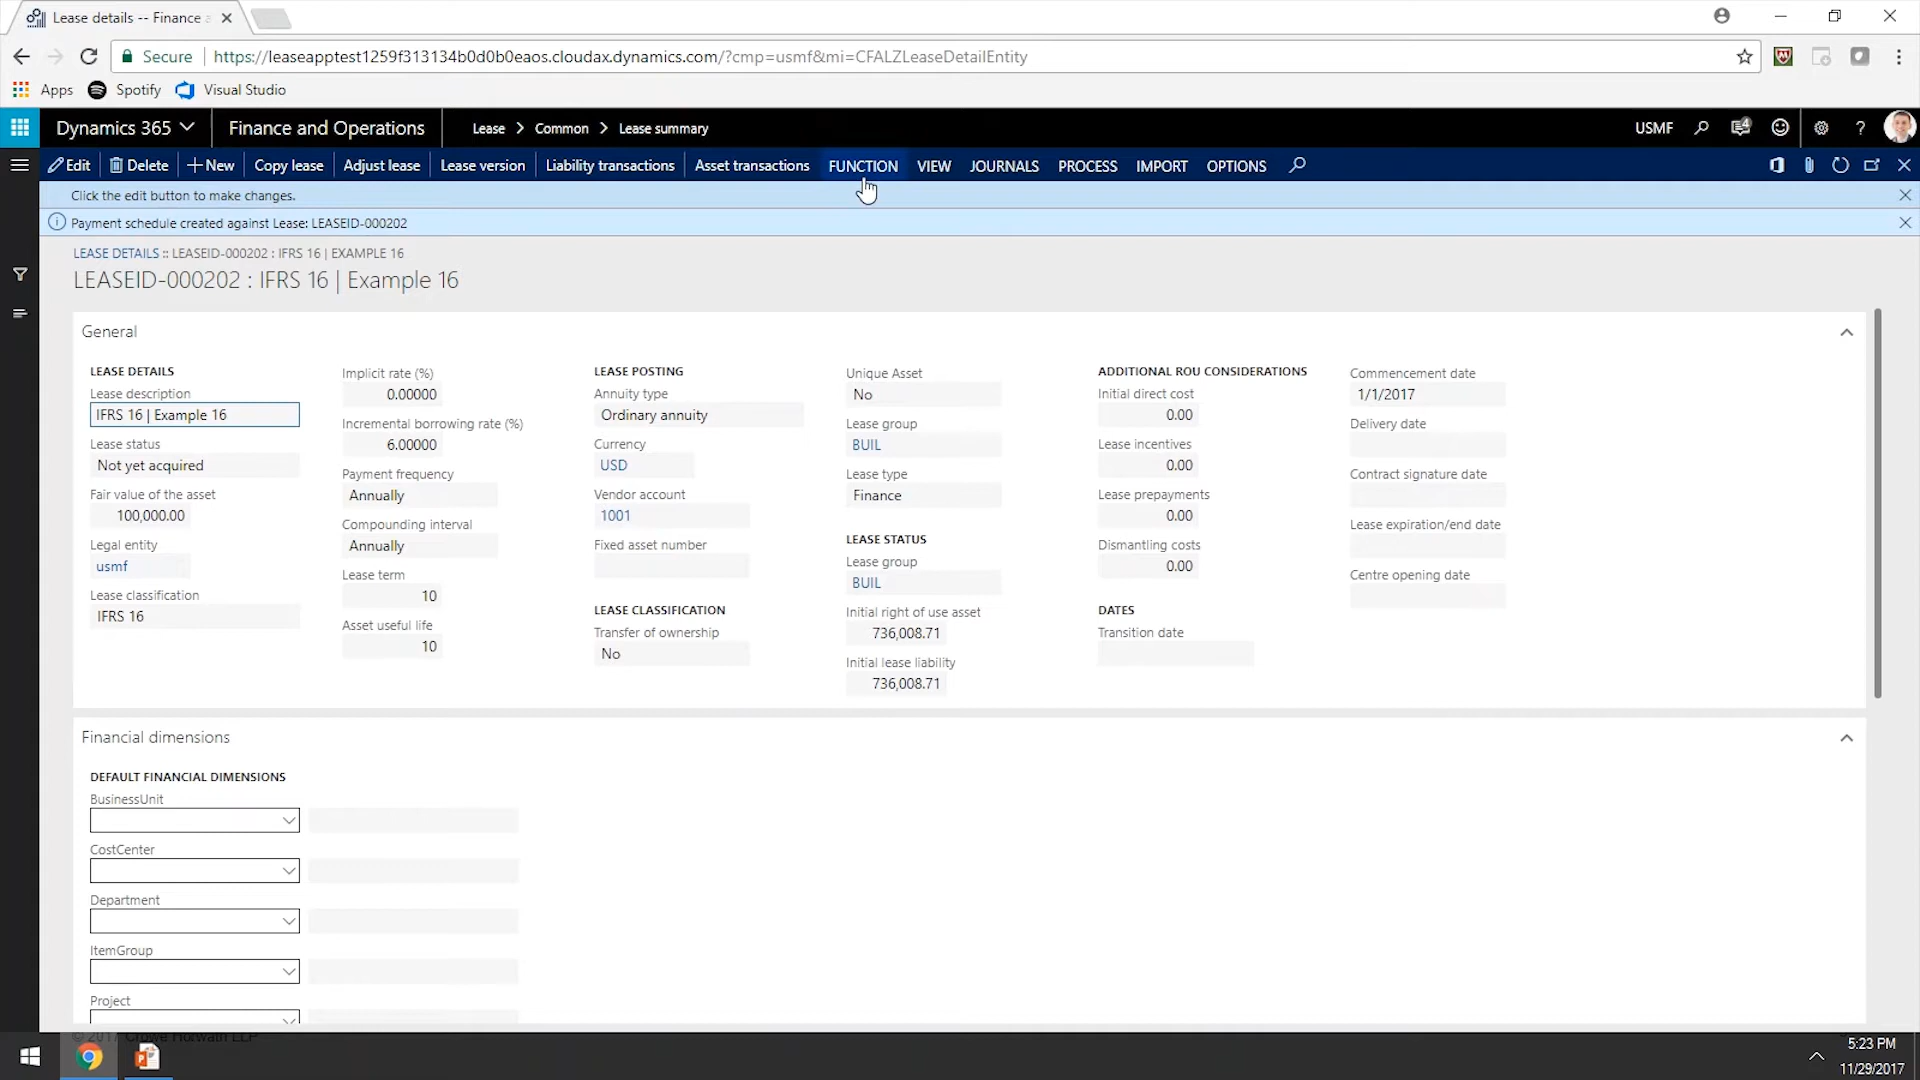 Lease details -- Finance a
Secure
https://leaseapptest1259f313134b0d0b0eaos.cloudax.dynamics.com/?cmp=usmf&mi=CFALZLeaseDetailEntity
Apps Spotify Visual Studio
Dynamics 365 Finance and Operations Lease > Common > Lease summary USMF 4 ?
Edit Delete + New Copy lease Adjust lease Lease version Liability transactions Asset transactions FUNCTION VIEW JOURNALS PROCESS IMPORT OPTIONS
Click the edit button to make changes.
Payment schedule created against Lease: LEASEID-000202
LEASE DETAILS :: LEASEID-000202 : IFRS 16 | EXAMPLE 16
LEASEID-000202 : IFRS 16 | Example 16
General
LEASE DETAILS
Lease description
IFRS 16 | Example 16
Lease status
Not yet acquired
Fair value of the asset
100,000.00
Legal entity
usmf
Lease classification
IFRS 16
Implicit rate (%)
0.00000
Incremental borrowing rate (%)
6.00000
Payment frequency
Annually
Compounding interval
Annually
Lease term
10
Asset useful life
10
LEASE POSTING
Annuity type
Ordinary annuity
Currency
USD
Vendor account
1001
Fixed asset number
LEASE CLASSIFICATION
Transfer of ownership
No
Unique Asset
No
Lease group
BUIL
Lease type
Finance
LEASE STATUS
Lease group
BUIL
Initial right of use asset
736,008.71
Initial lease liability
736,008.71
ADDITIONAL ROU CONSIDERATIONS
Initial direct cost
0.00
Lease incentives
0.00
Lease prepayments
0.00
Dismantling costs
0.00
DATES
Transition date
Commencement date
1/1/2017
Delivery date
Contract signature date
Lease expiration/end date
Centre opening date
Financial dimensions
DEFAULT FINANCIAL DIMENSIONS
BusinessUnit
CostCenter
Department
ItemGroup
Project
© 2017 Crowe Horwath LLP
5:23 PM
11/29/2017